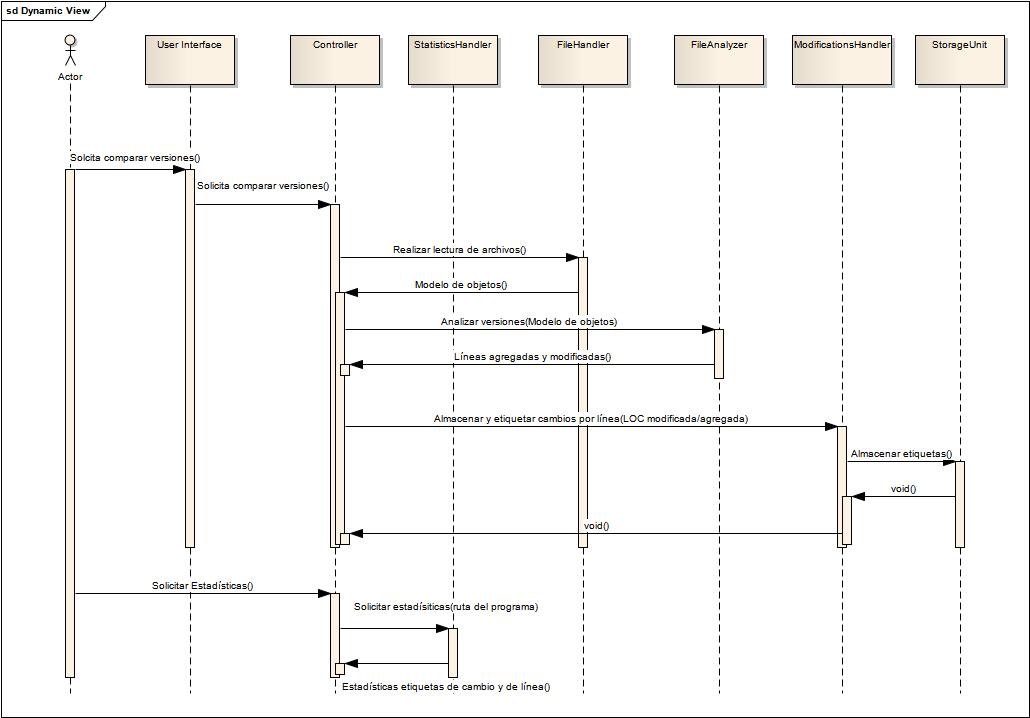 sd Dynamic View
Actor
User Interface
Controller
StatisticsHandler
FileHandler
FileAnalyzer
ModificationsHandler
StorageUnit
Solcita comparar versiones()
Solicita comparar versiones()
Realizar lectura de archivos()
Modelo de objetos()
Analizar versiones(Modelo de objetos)
Líneas agregadas y modificadas()
Almacenar y etiquetar cambios por línea(LOC modificada/agregada)
Almacenar etiquetas()
void()
void()
Solicitar Estadísticas()
Solicitar estadísiticas(ruta del programa)
Estadísticas etiquetas de cambio y de línea()